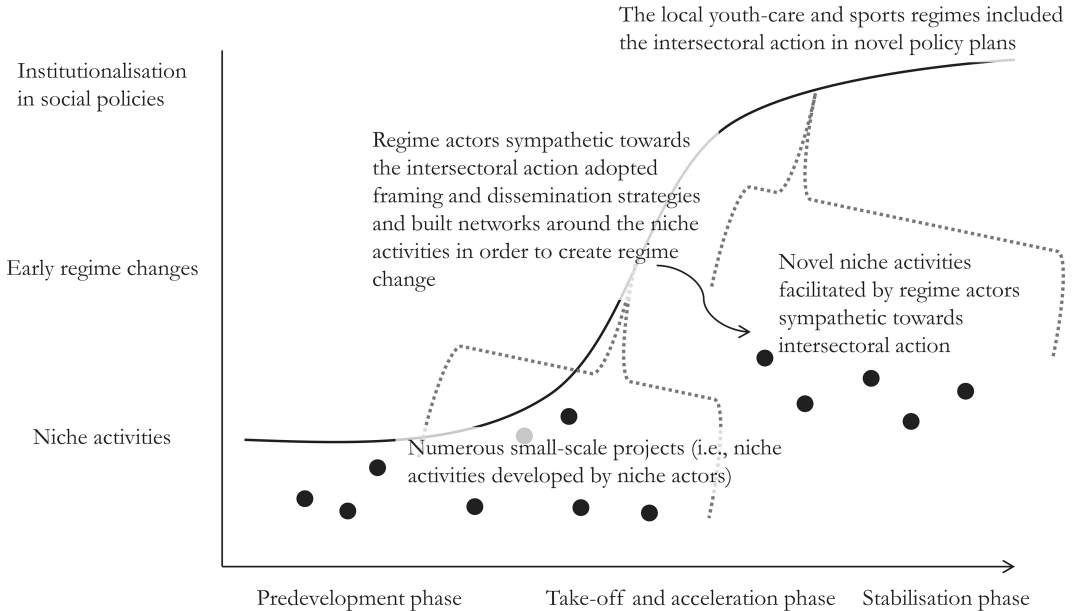 The local youth-care and sports regimes included
the intersectoral action in novel policy plans
Institutionalisation
in social policies
Regime actors sympathetic towards
the intersectoral action adopted
framing and dissemination strategies
and built networks around the niche
activities in order to create regime
change
Early regime changes
Novel niche activities
facilitated by regime actors
sympathetic towards
intersectoral action
Niche activities
Numerous small-scale projects (i.e., niche
activities developed by niche actors)
Predevelopment phase
Take-off and acceleration phase
Stabilisation phase